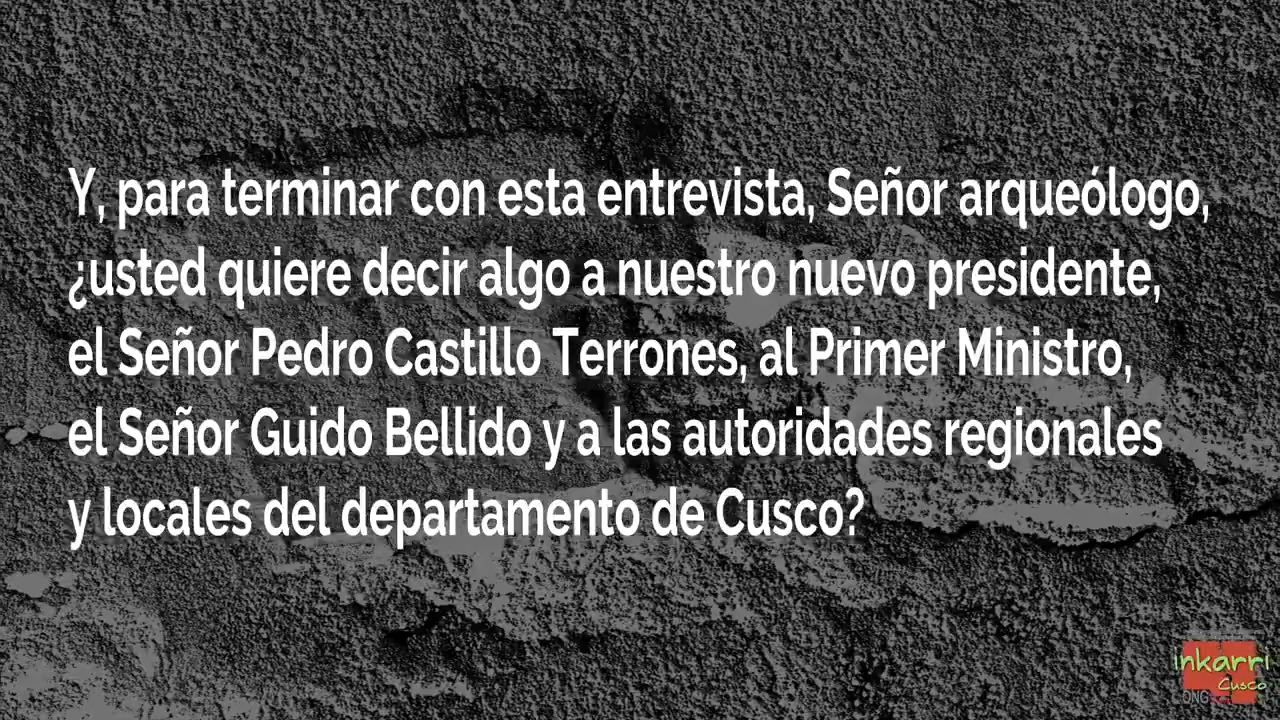 Y, para terminar con esta entrevista, Señor arqueólogo,
¿usted quiere decir algo a nuestro nuevo presidente,
el Señor Pedro Castillo Terrones, al Primer Ministro,
el Señor Guido Bellido y a las autoridades regionales
y locales del departamento de Cusco?
inkarri
Cusco
ONG